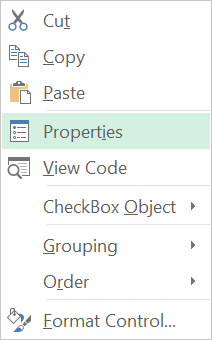 Cut
Copy
Paste
Properties
View Code
CheckBox Object
Grouping
Order
Format Control...